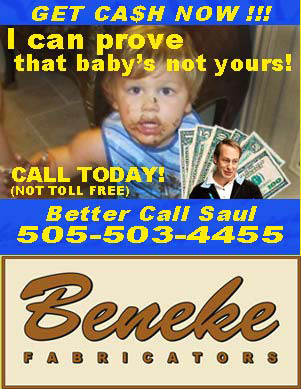 GET CA$H NOW !!!
I can prove
that baby's not yours!
CALL TODAY!
(NOT TOLL FREE)
Better Call Saul
505-503-4455
Beneke
FABRICATORS